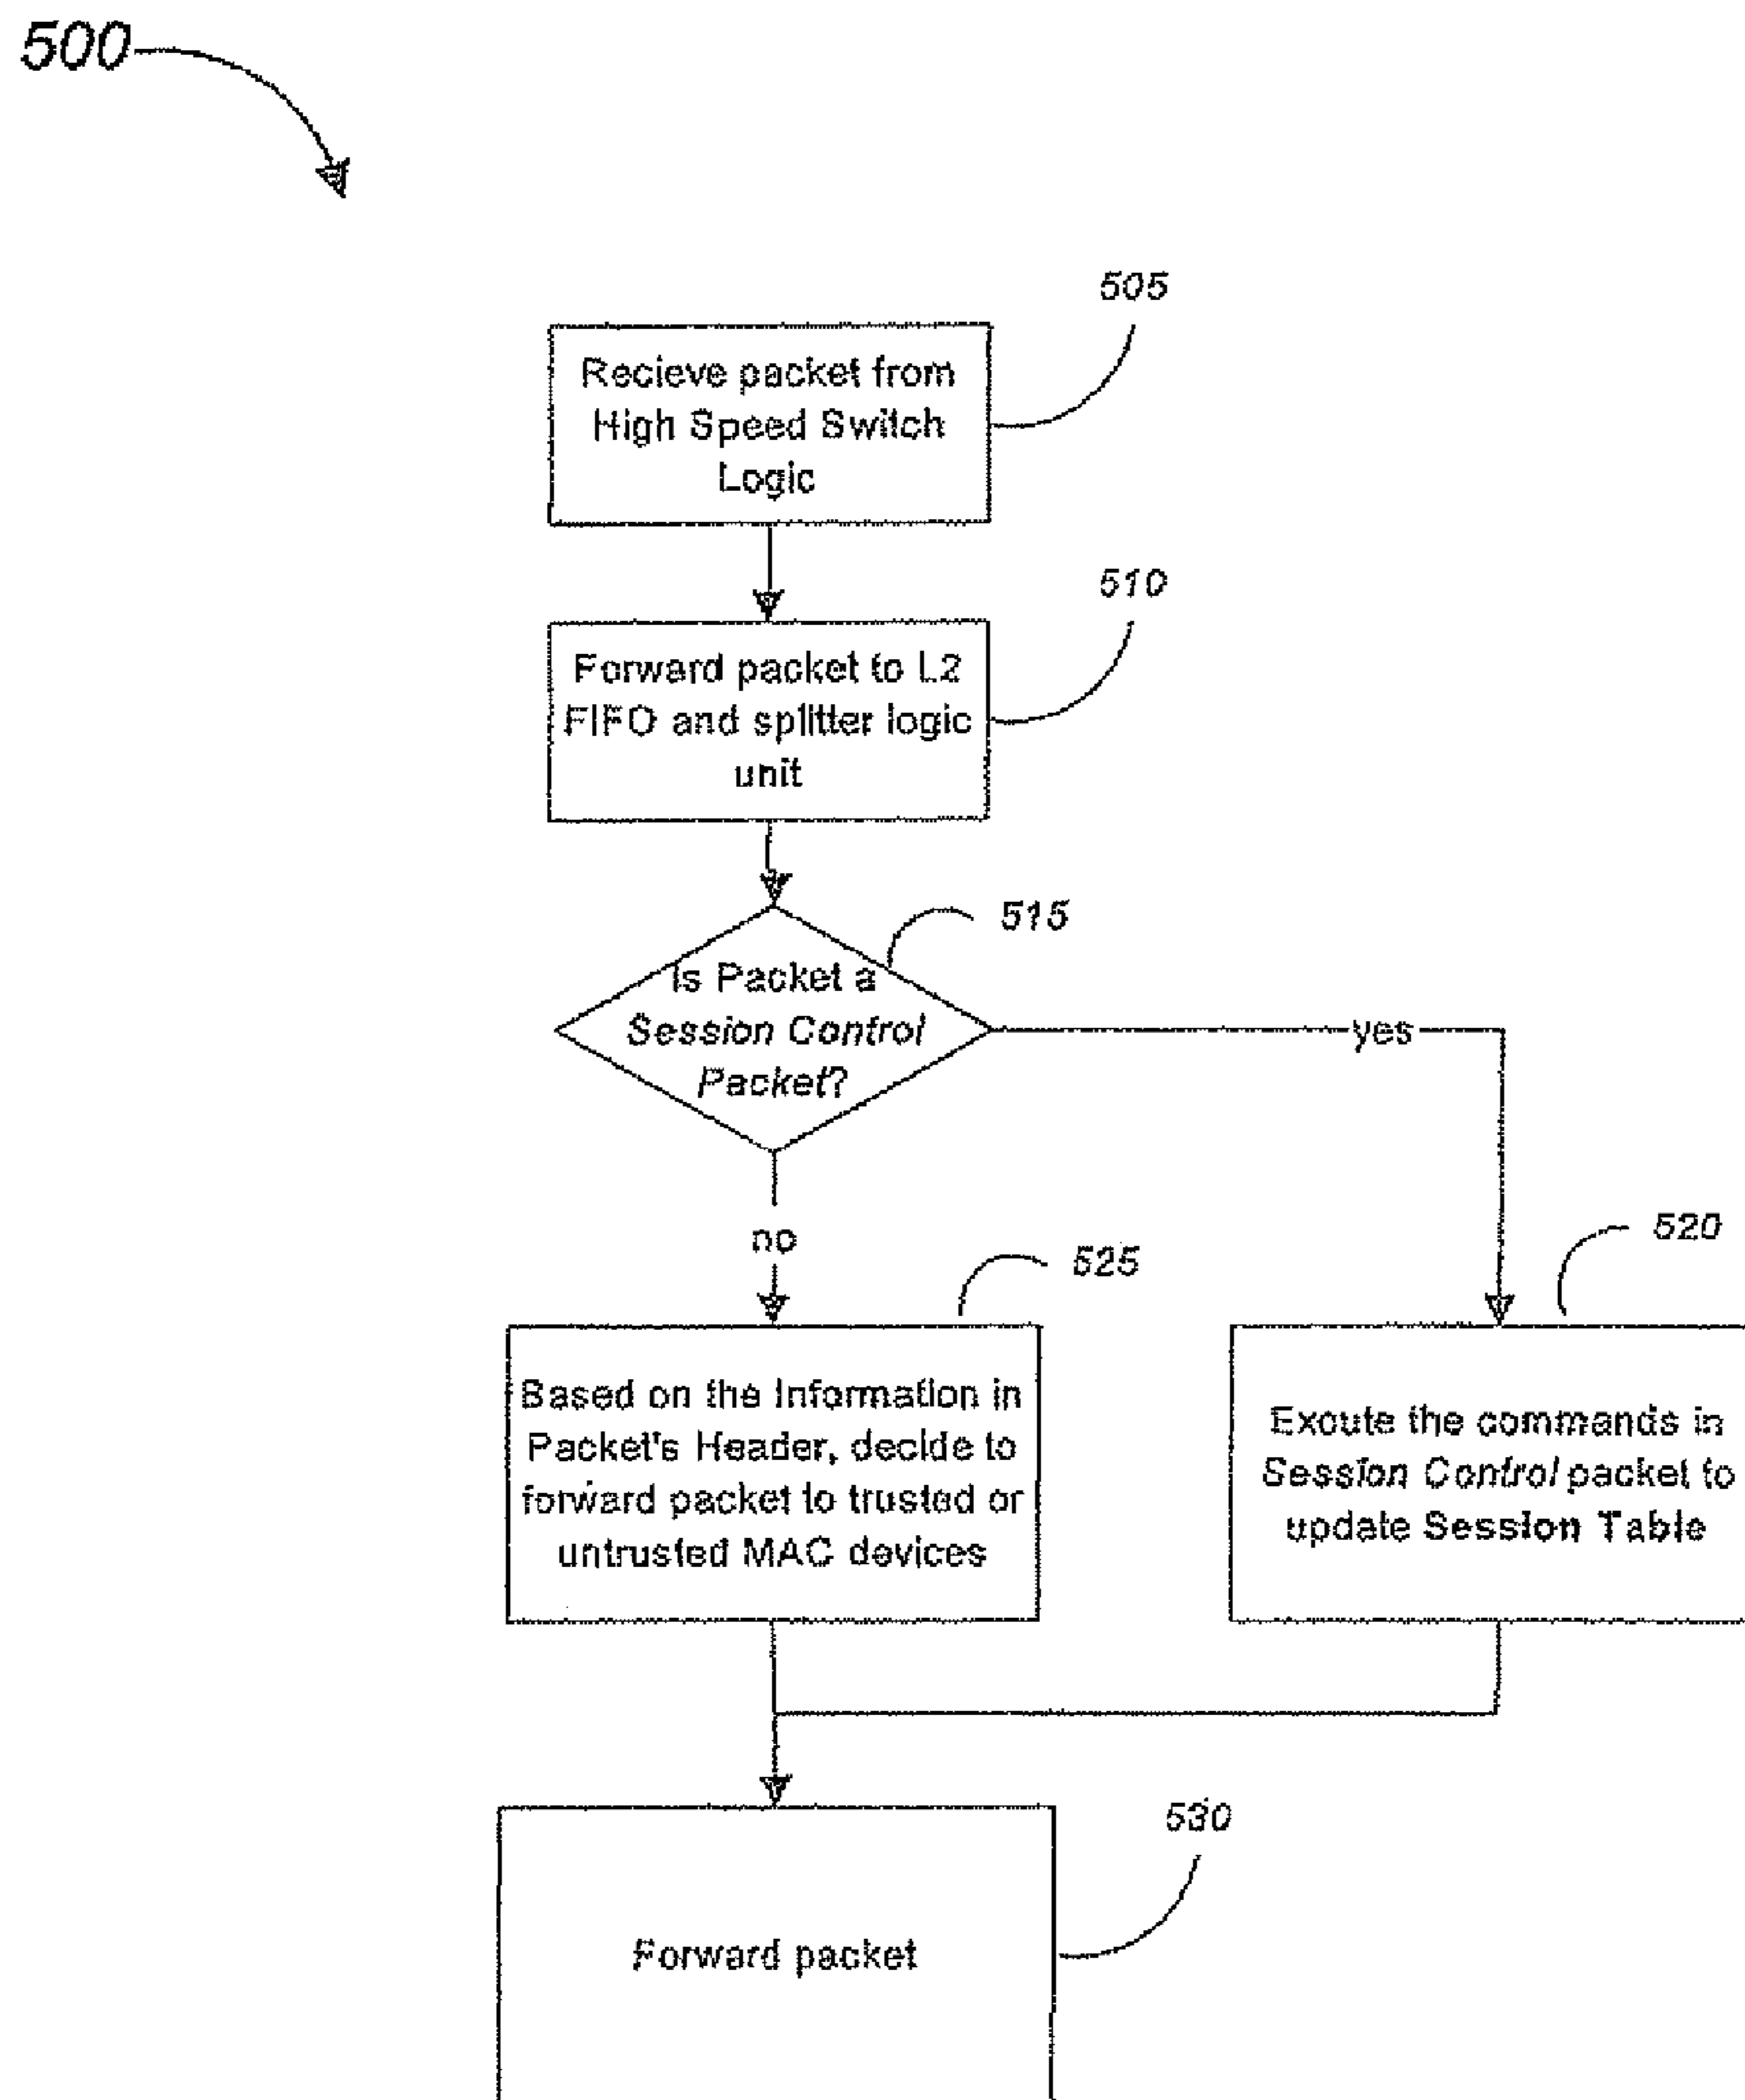 500
505
Recieve packet from
High Speed Switch
Logic
510
Forward packet to L2
FIFO and splitter logic
unit
515
Is Packet a
Session Control
Packet?
yes
no
525
520
Based on the Information in
Packet's Header, decide to
forward packet to trusted or
untrusted MAC devices
Exoute the commands in
Session Control packet to
update Session Table
530
Forward packet